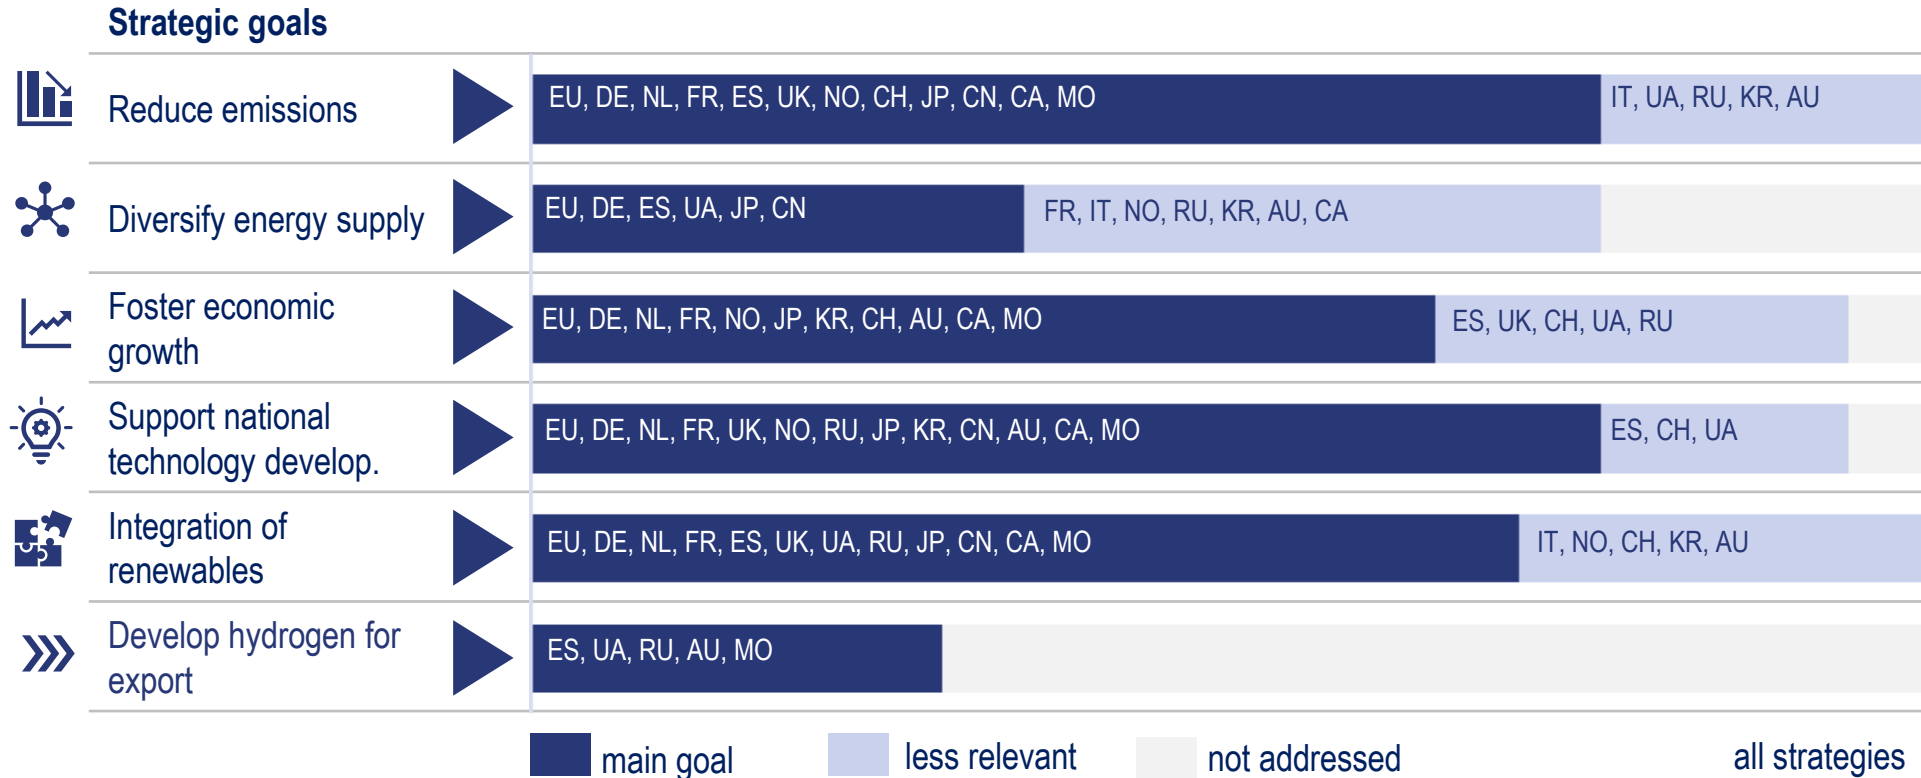 Strategic goals
Reduce emissions
EU, DE, NL, FR, ES, UK, NO, CH, JP, CN, CA, MO
IT, UA, RU, KR, AU
Diversify energy supply
EU, DE, ES, UA, JP, CN
FR, IT, NO, RU, KR, AU, CA
Foster economic
growth
EU, DE, NL, FR, NO, JP, KR, CH, AU, CA, MO
ES, UK, CH, UA, RU
Support national
technology develop.
EU, DE, NL, FR, UK, NO, RU, JP, KR, CN, AU, CA, MO
ES, CH, UA
Integration of
renewables
EU, DE, NL, FR, ES, UK, UA, RU, JP, CN, CA, MO
IT, NO, CH, KR, AU
Develop hydrogen for
export
ES, UA, RU, AU, MO
main goal
less relevant
not addressed
all strategies